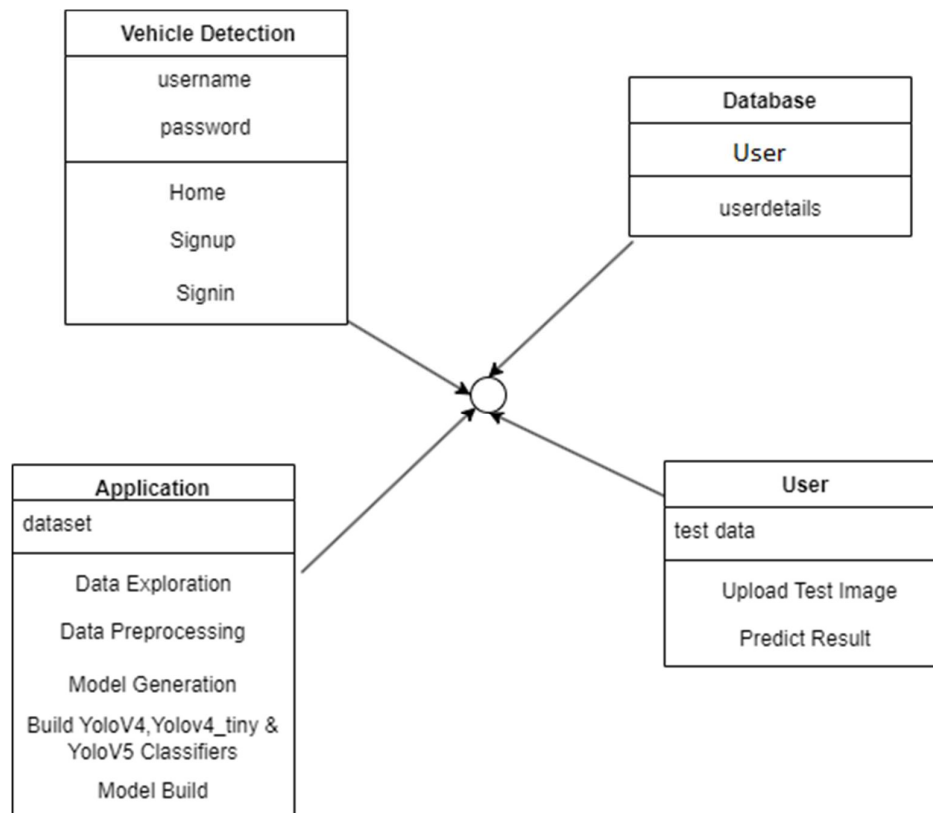 Vehicle Detection
username
password
Home
Signup
Signin
Database
User
userdetails
Application
dataset
Data Exploration
Data Preprocessing
Model Generation
Build YoloV4,Yolov4_tiny &
YoloV5 Classifiers
Model Build
User
test data
Upload Test Image
Predict Result